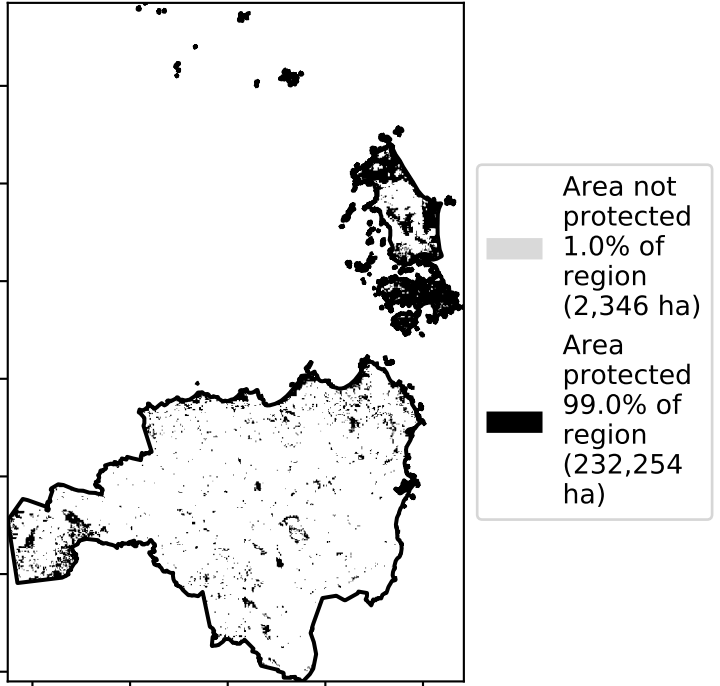 Area not
protected
1.0% of
region
(2,346 ha)
Area
protected
99.0% of
region
(232,254
ha)